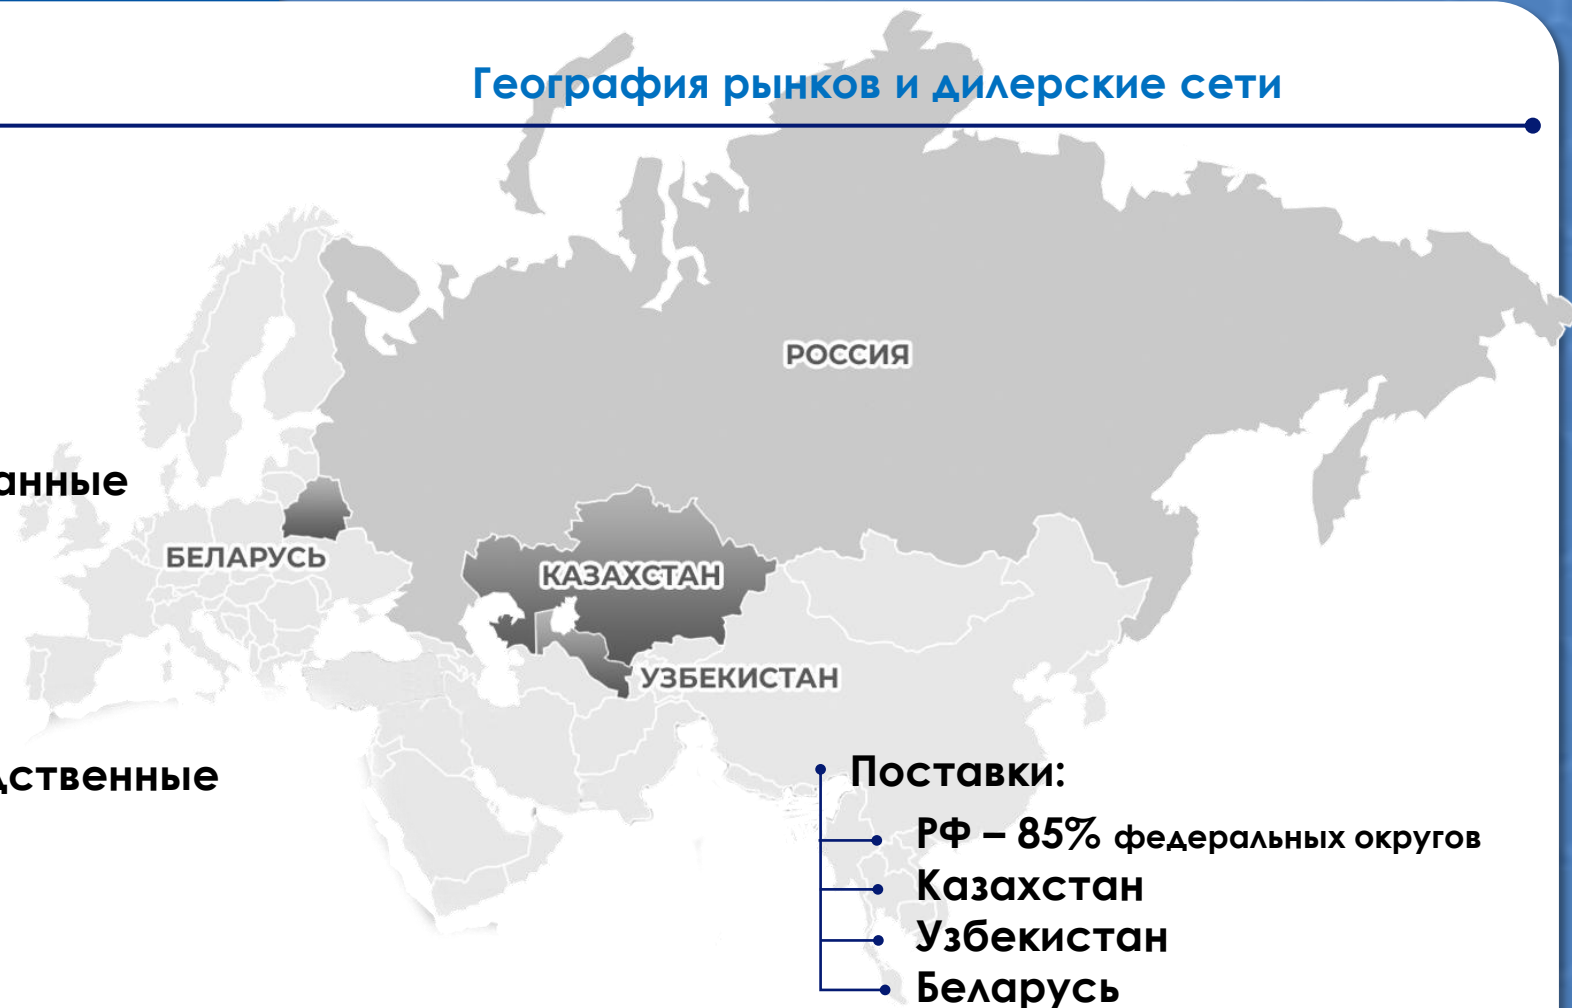 География рынков и дилерские сети
РОССИЯ
анные
БЕЛАРУСЬ
КАЗАХСТАН
УЗБЕКИСТАН
дственные
Поставки:
РФ – 85% федеральных округов
Казахстан
Узбекистан
Беларусь